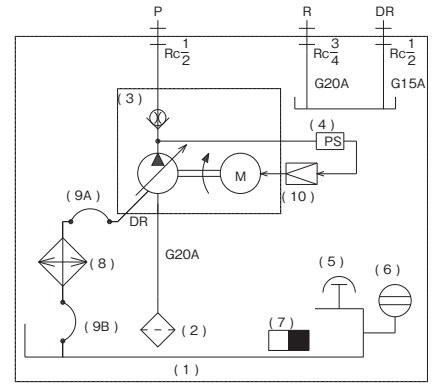 P R DR
Rc1/2 Rc3/4 Rc1/2
G20A G15A
(3)
(4)
PS
M
(10)
(9A)
DR
G20A
(8)
(5)
(6)
(9B)
(2)
(7)
(1)